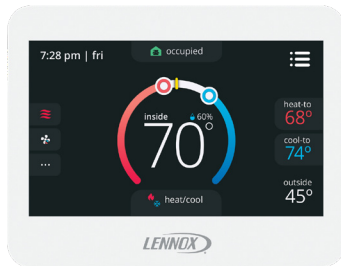 7:28 pm | fri
occupied
heat-to
68°
cool-to
74°
inside
60%
70°
outside
45°
heat/cool
LENNOX